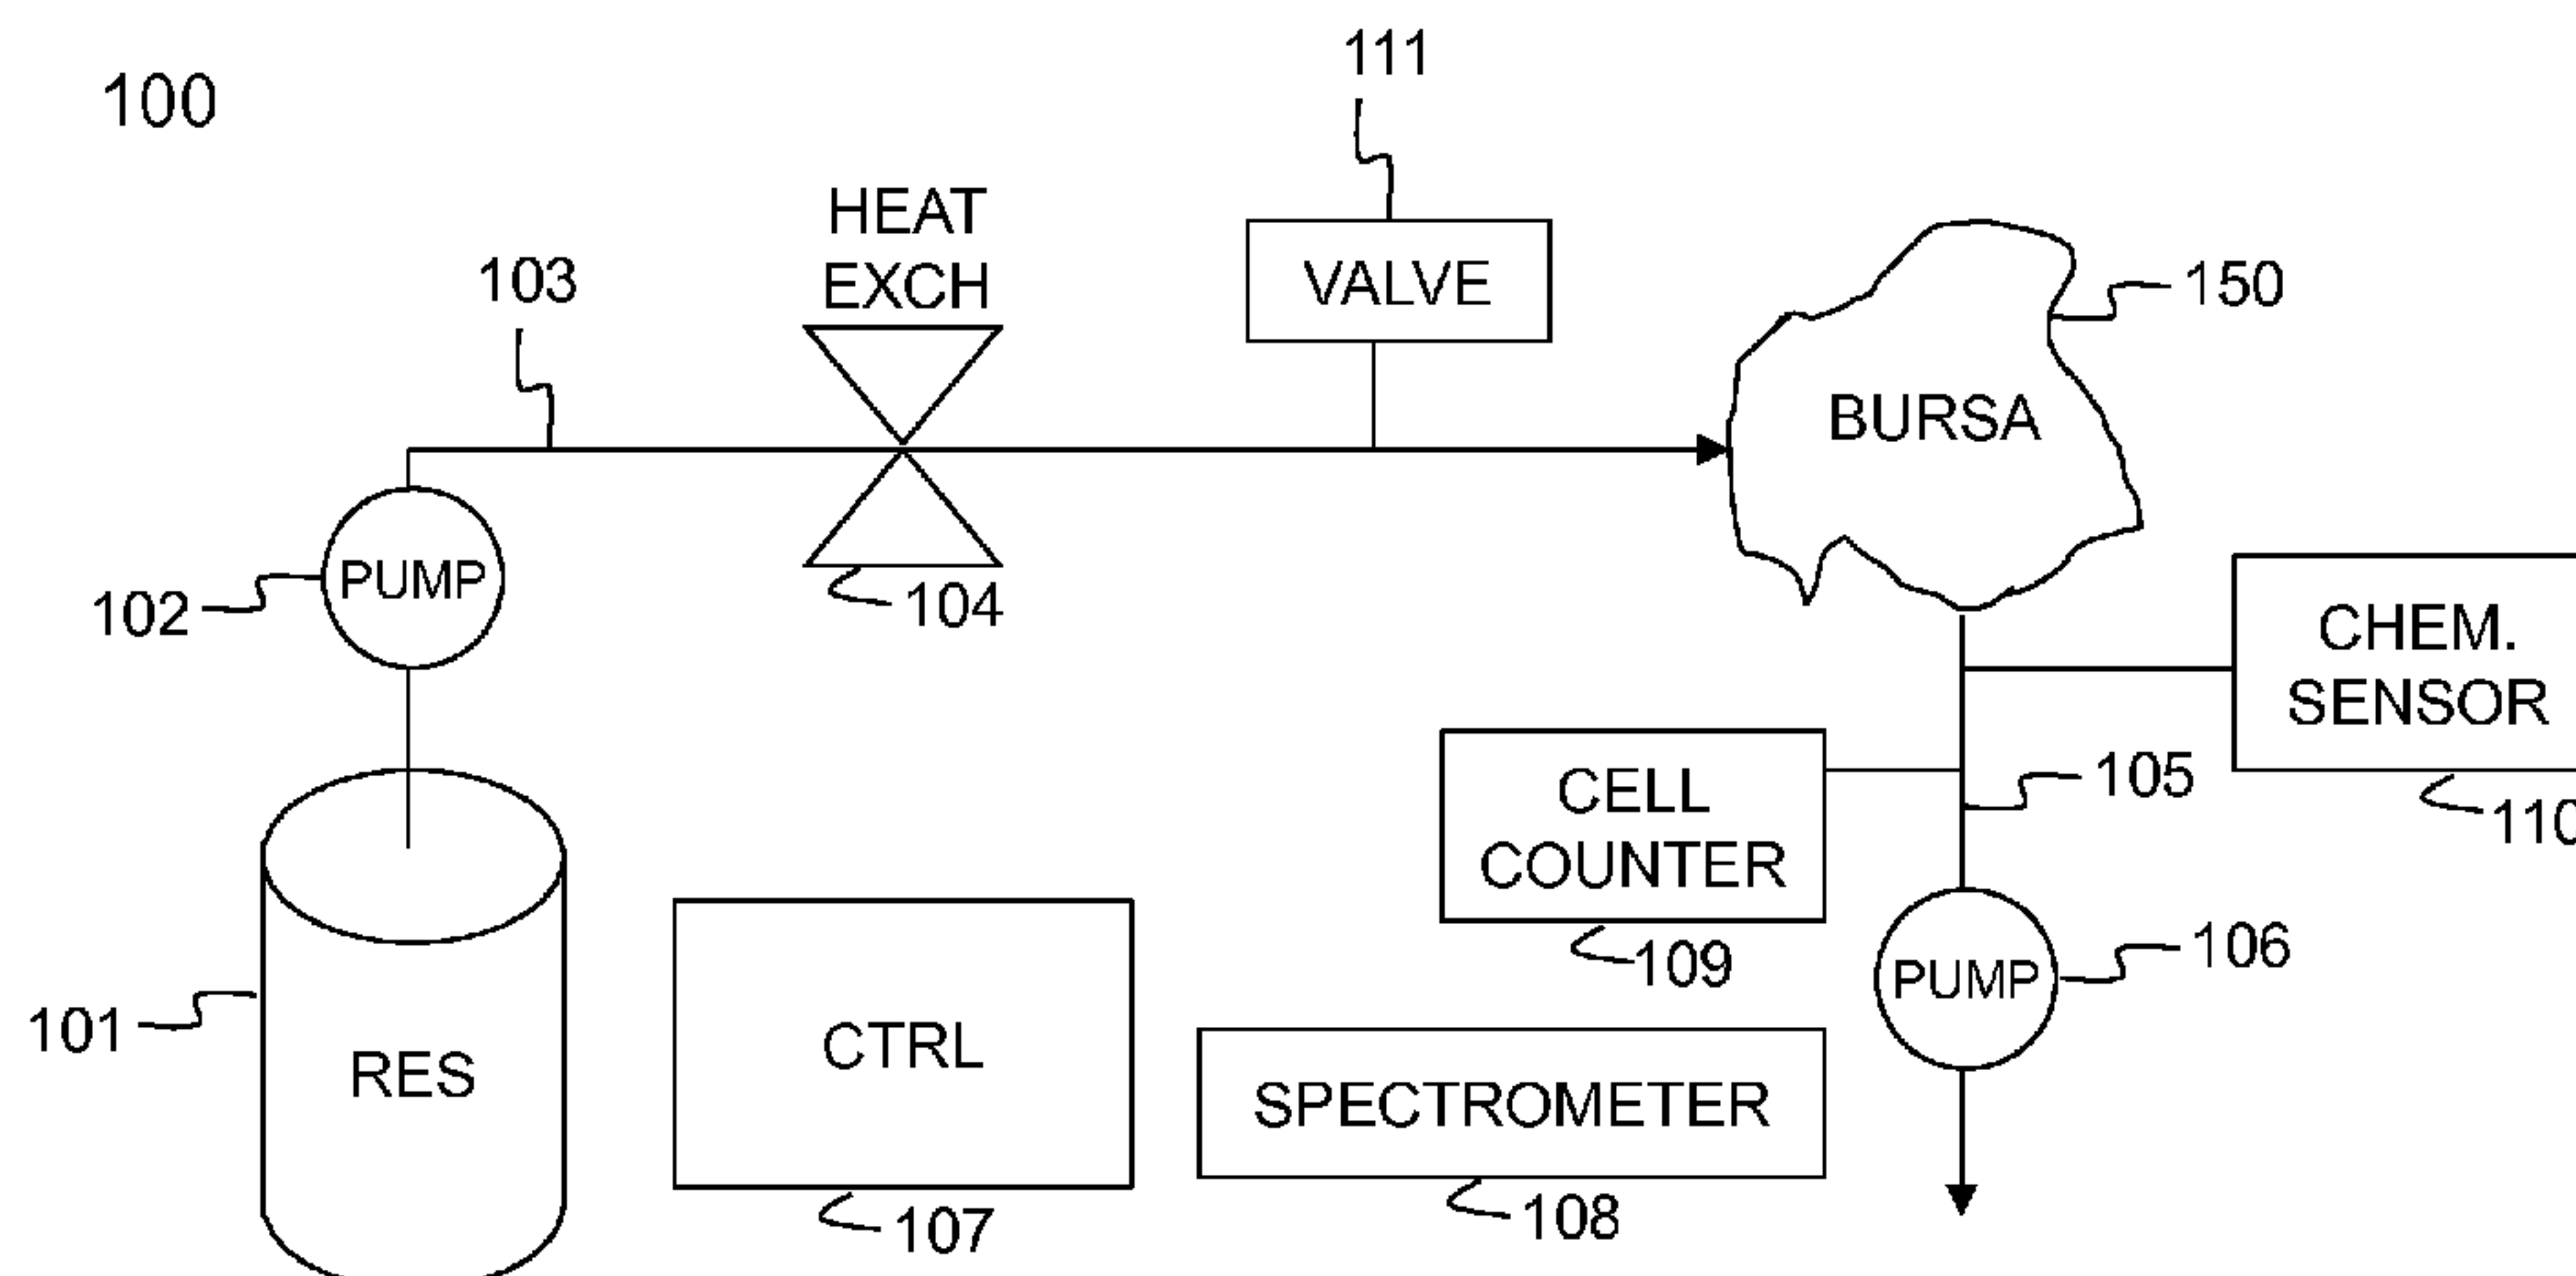 100
111
HEAT
EXCH
103
VALVE
150
BURSA
PUMP
102
104
CHEM.
SENSOR
CELL
COUNTER
105
110
109
PUMP
106
101
RES
CTRL
SPECTROMETER
107
108